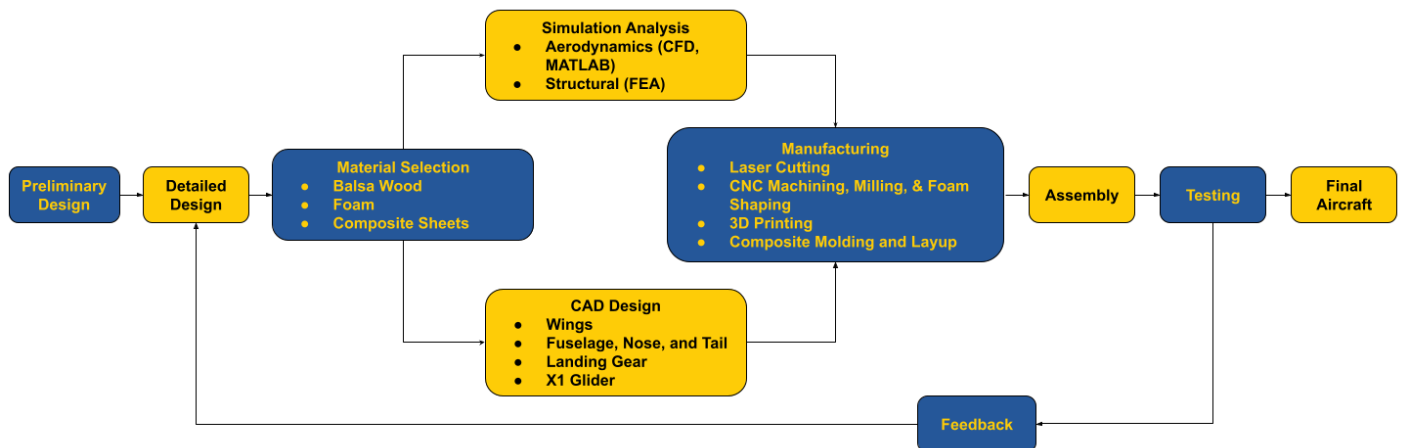 Preliminary
Design
Detailed
Design
Material Selection
● Balsa Wood
● Foam
● Composite Sheets
Simulation Analysis
● Aerodynamics (CFD,
MATLAB)
● Structural (FEA)
CAD Design
● Wings
● Fuselage, Nose, and Tail
● Landing Gear
● X1 Glider
Manufacturing
● Laser Cutting
● CNC Machining, Milling, & Foam
Shaping
● 3D Printing
● Composite Molding and Layup
Assembly
Testing
Final
Aircraft
Feedback